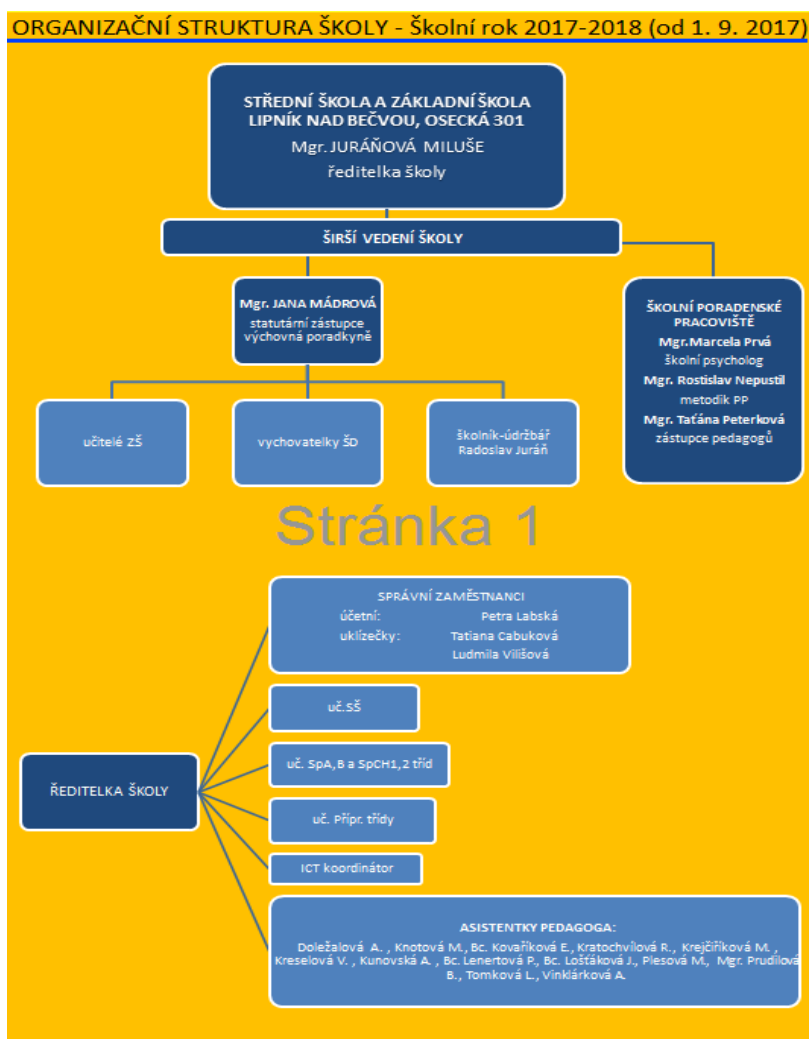 ORGANIZAČNÍ STRUKTURA ŠKOLY - Školní rok 2017-2018 (od 1. 9. 2017)
STŘEDNÍ ŠKOLA A ZÁKLADNÍ ŠKOLA
LIPNÍK NAD BEČVOU, OSECKÁ 301
Mgr. JURÁŇOVÁ MILUŠE
ředitelka školy
ŠIRŠÍ VEDENÍ ŠKOLY
Mgr. JANA MÁDROVÁ
statutární zástupce
výchovná poradkyně
ŠKOLNÍ PORADENSKÉ
PRACOVIŠTĚ
Mgr.Marcela Prvá
školní psycholog
Mgr. Rostislav Nepustil
metodik PP
Mgr. Taťána Peterková
zástupce pedagogů
učitelé ZŠ
vychovatelky ŠD
školník-údržbář
Radoslav Juráň
Stránka 1
SPRÁVNÍ ZAMĚSTNANCI
účetní: Petra Labská
uklízečky: Tatiana Cabuková
Ludmila Vilišová
uč.SŠ
uč. SpA,B a SpCH1,2 tříd
ŘEDITELKA ŠKOLY
uč. Přípr. třídy
ICT koordinátor
ASISTENTKY PEDAGOGA:
Doležalová A. , Knotová M., Bc. Kovaříková E., Kratochvílová R., Krejčiříková M. ,
Kreselová V. , Kunovská A. , Bc. Lenertová P., Bc. Lošťáková J., Plesová M., Mgr. Prudilová
B., Tomková L., Vinklárková A.